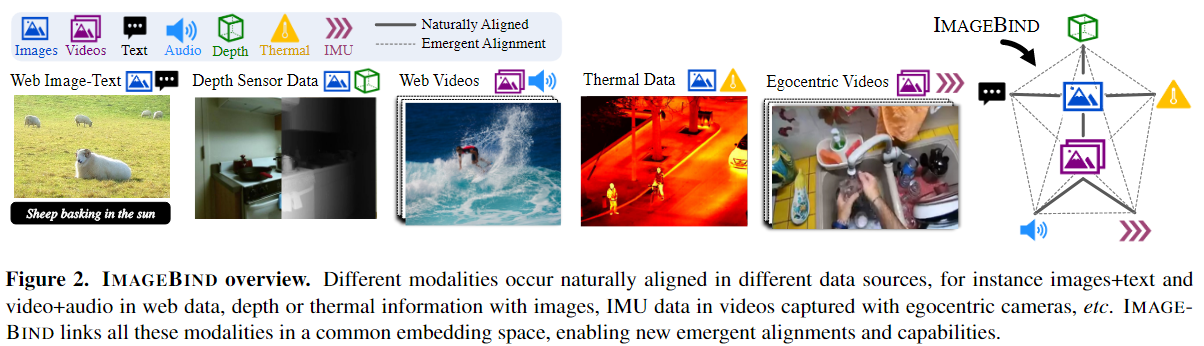 Images Videos Text Audio Depth Thermal IMU
Naturally Aligned
Emergent Alignment
IMAGEBIND
Web Image-Text
Depth Sensor Data
Web Videos
Thermal Data
Egocentric Videos
Sheep basking in the sun
Figure 2. IMAGEBIND overview. Different modalities occur naturally aligned in different data sources, for instance images+text and
video+audio in web data, depth or thermal information with images, IMU data in videos captured with egocentric cameras, etc. IMAGE-
BIND links all these modalities in a common embedding space, enabling new emergent alignments and capabilities.